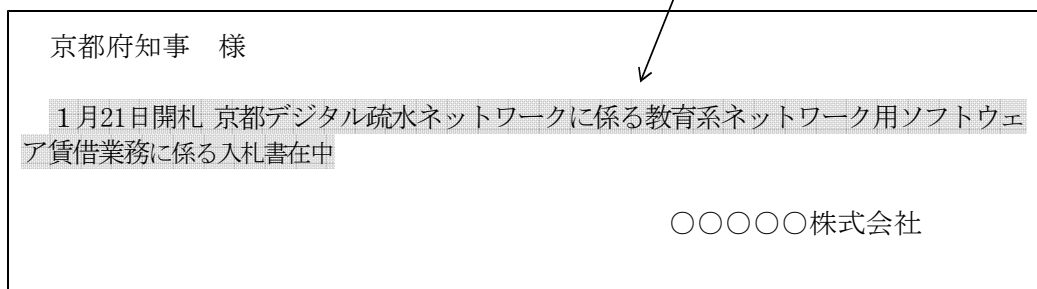 京都府知事　様
１月21日開札 京都デジタル疏水ネットワークに係る教育系ネットワーク用ソフトウェ
ア賃借業務に係る入札書在中
○○○○○株式会社